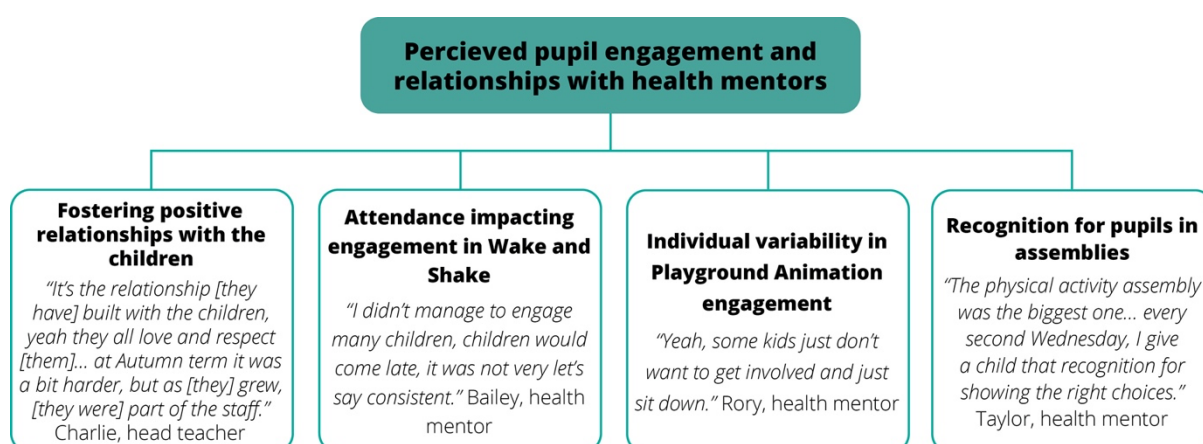 Percieved pupil engagement and
relationships with health mentors
Fostering positive
relationships with the
children
“It’s the relationship [they
have] built with the children,
yeah they all love and respect
[them]... at Autumn term it was
a bit harder, but as [they] grew,
[they were] part of the staff.”
Charlie, head teacher
Attendance impacting
engagement in Wake and
Shake
“I didn’t manage to engage
many children, children would
come late, it was not very let’s
say consistent.” Bailey, health
mentor
Individual variability in
Playground Animation
engagement
“Yeah, some kids just don’t
want to get involved and just
sit down.” Rory, health mentor
Recognition for pupils in
assemblies
“The physical activity assembly
was the biggest one... every
second Wednesday, I give
a child that recognition for
showing the right choices.”
Taylor, health mentor